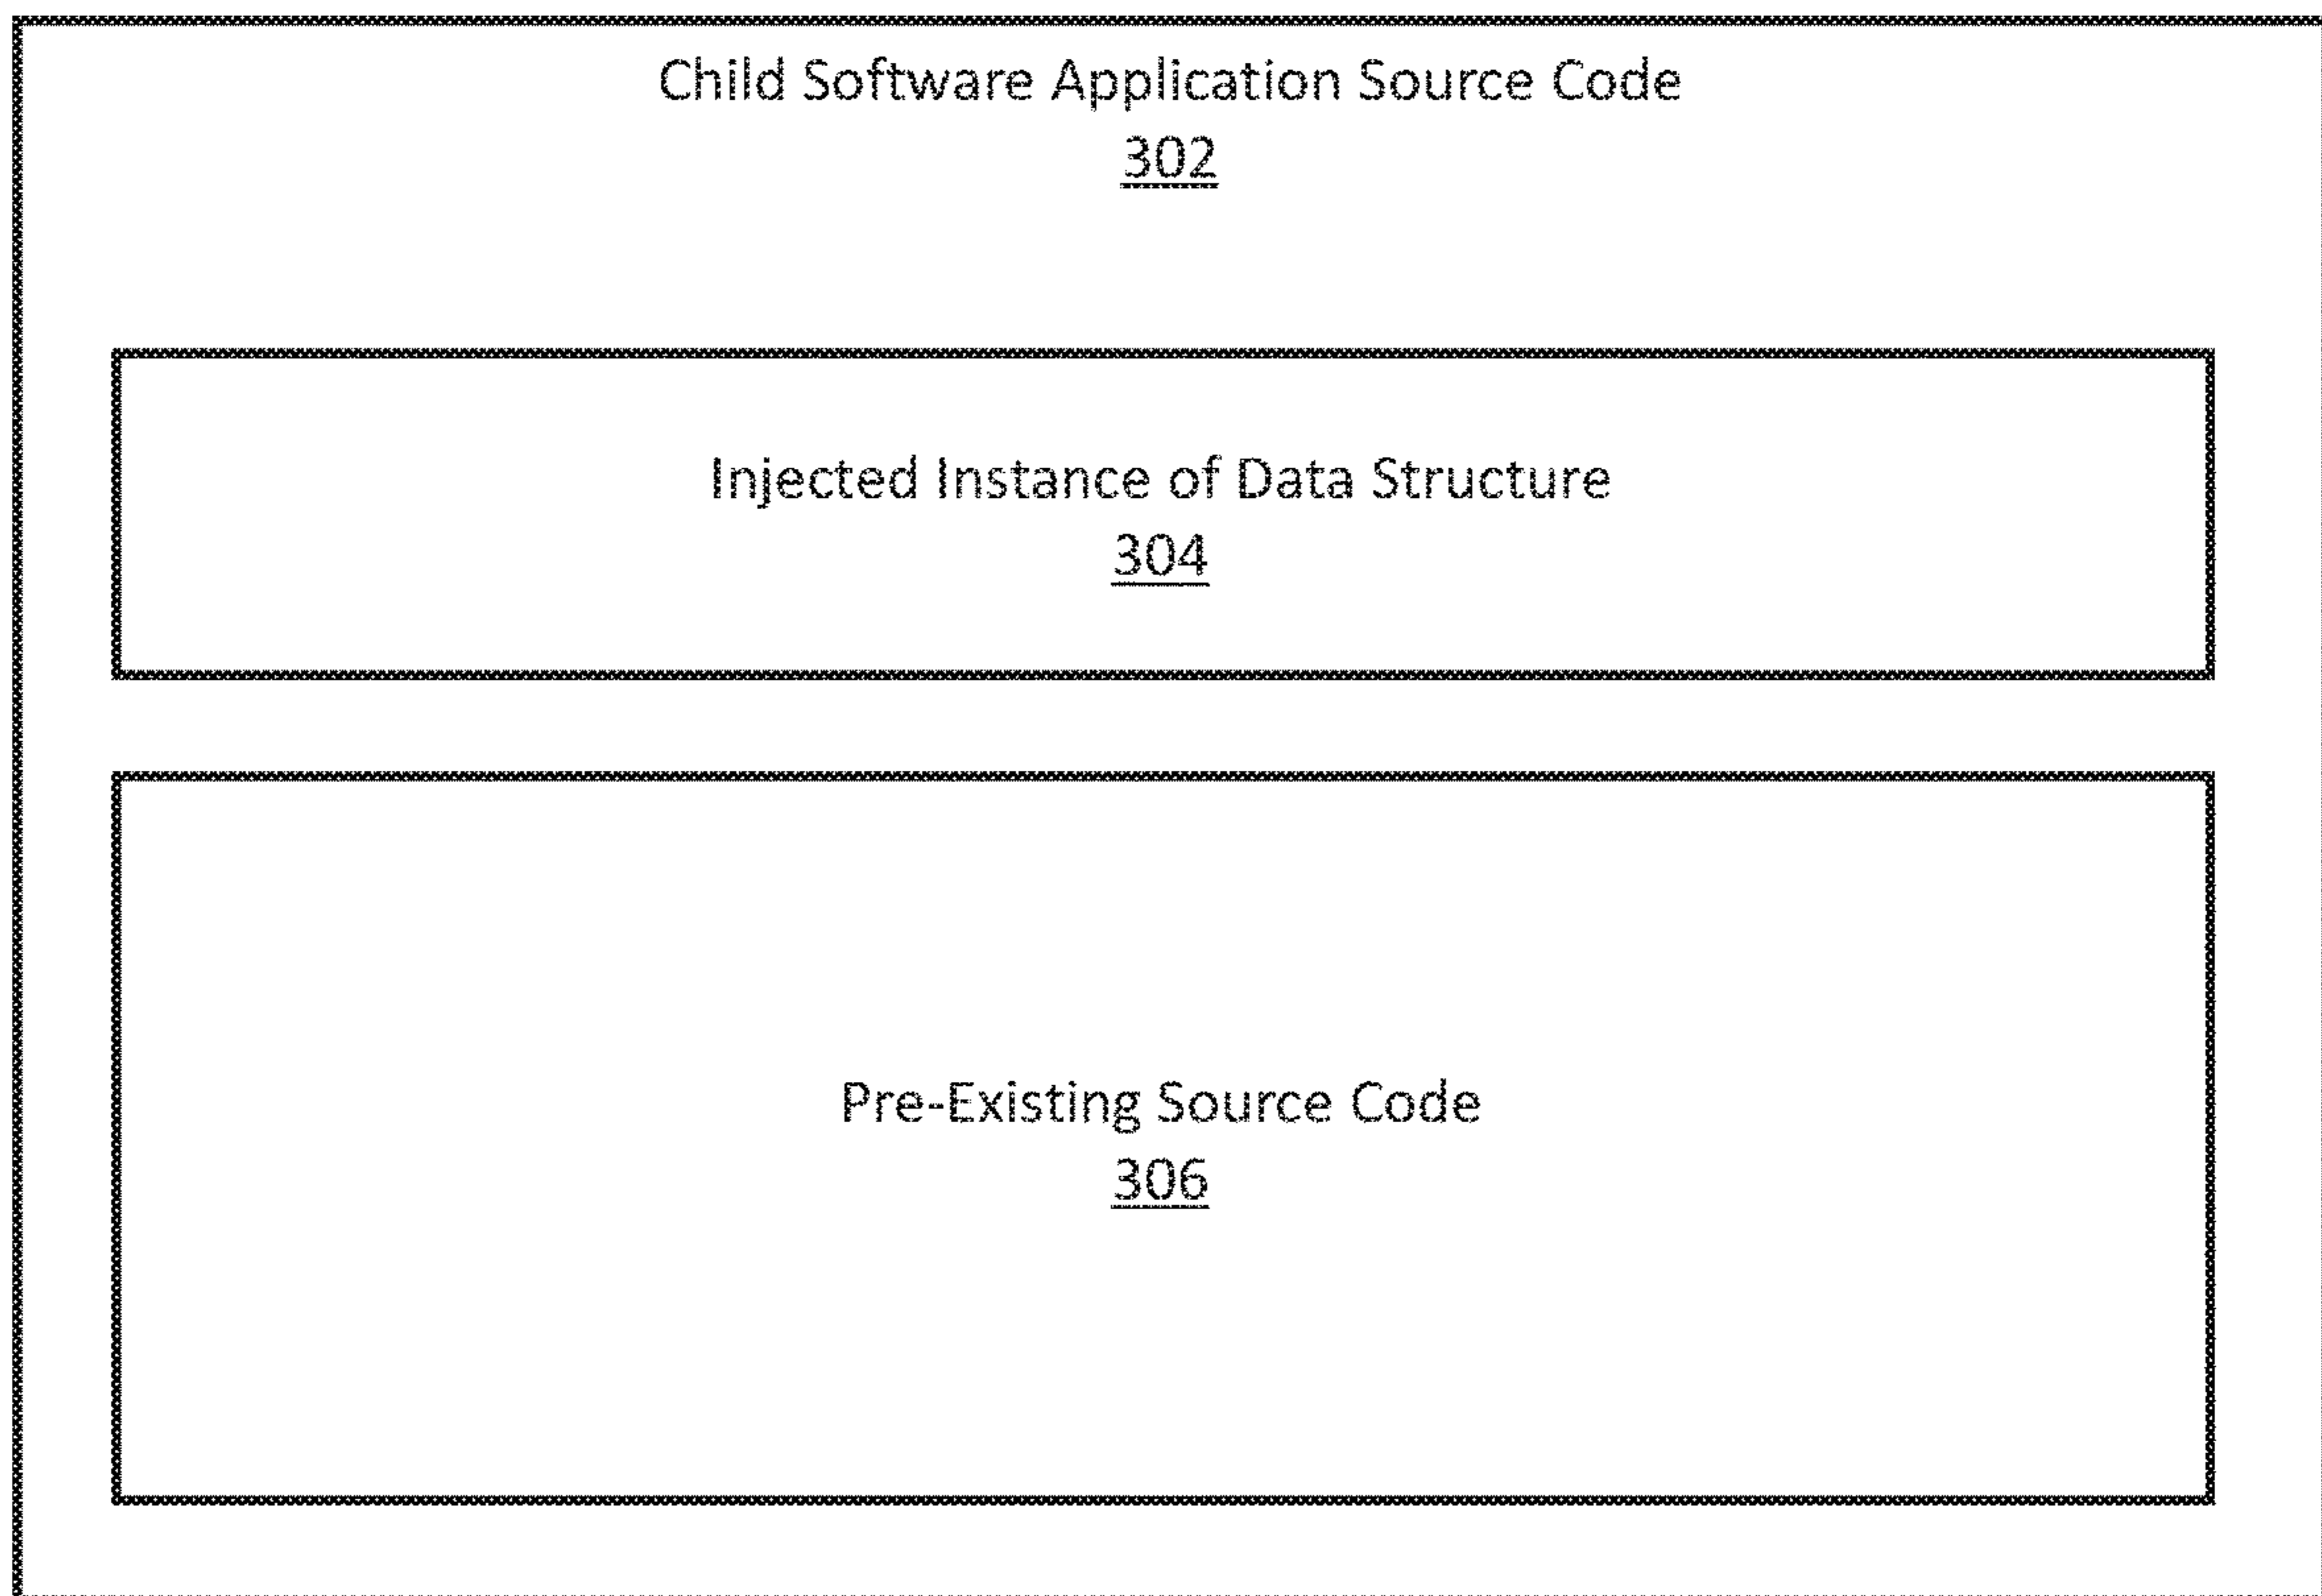 Child Software Application Source Code
302
Injected Instance of Data Structure
304
Pre-Existing Source Code
306